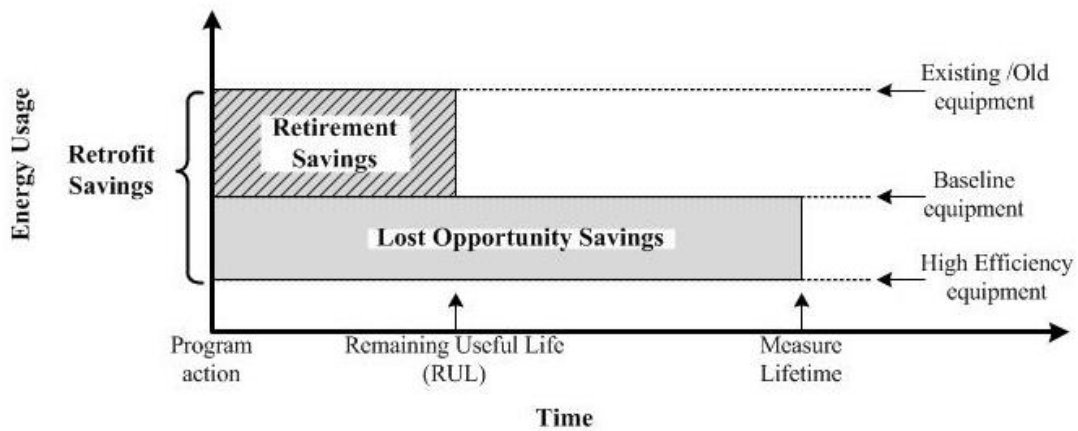 Energy Usage
Retrofit
Savings
Retirement
Savings
Lost Opportunity Savings
Existing /Old
equipment
Baseline
equipment
High Efficiency
equipment
Program
action
Remaining Useful Life
(RUL)
Measure
Lifetime
Time